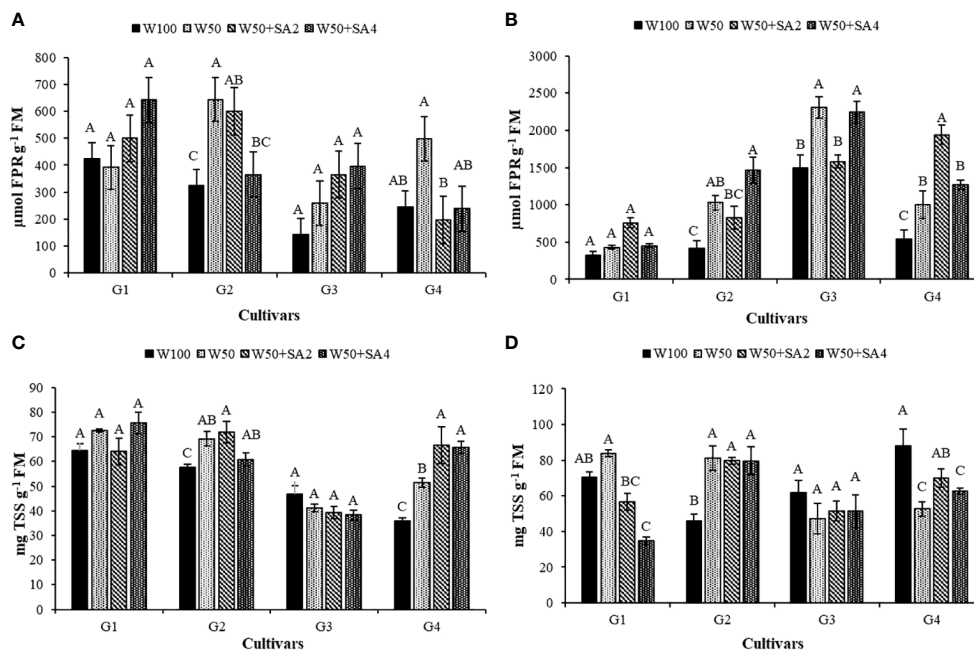 A
W100 W50 W50+SA2 W50+SA4
µmol FPR g-1 FM
800
700
600
500
400
300
200
100
0
A A A A
C A AB BC
A A A A
AB A B AB
G1 G2 G3 G4
Cultivars
B
W100 W50 W50+SA2 W50+SA4
µmol FPR g-1 FM
3000
2500
2000
1500
1000
500
0
A A A A
C AB BC A
B A B A
C B A B
G1 G2 G3 G4
Cultivars
C
W100 W50 W50+SA2 W50+SA4
mg TSS g-1 FM
90
80
70
60
50
40
30
20
10
0
A A A A
C AB A AB
A A A A
C B A A
G1 G2 G3 G4
Cultivars
D
W100 W50 W50+SA2 W50+SA4
mg TSS g-1 FM
120
100
80
60
40
20
0
AB A BC C
B A A A
A A A A
A C AB C
G1 G2 G3 G4
Cultivars